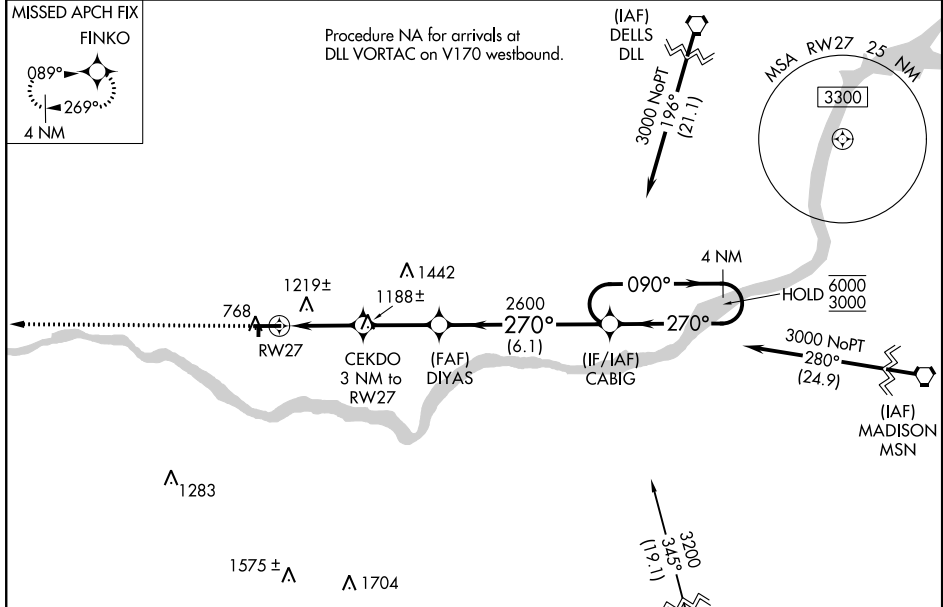 MISSED APCH FIX
FINKO
089°
269°
4 NM
Procedure NA for arrivals at
DLL VORTAC on V170 westbound.
(IAF)
DELLS
DLL
3000 NoPT
196°
(21.1)
MSA RW27 25 NM
3300
1442
1219±
1188±
768
RW27
CEKDO
3 NM to
RW27
(FAF)
DIYAS
2600
270°
(6.1)
(IF/IAF)
CABIG
090°
270°
4 NM
HOLD
6000
3000
3000 NoPT
280°
(24.9)
(IAF)
MADISON
MSN
1283
1575 ±
1704
3200
345°
(19.1)